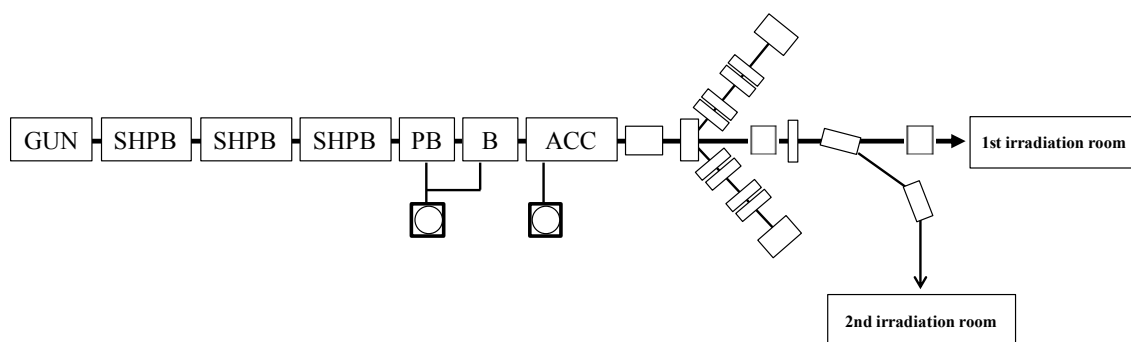 GUN
SHPB
SHPB
SHPB
PB
B
ACC
1st irradiation room
2nd irradiation room